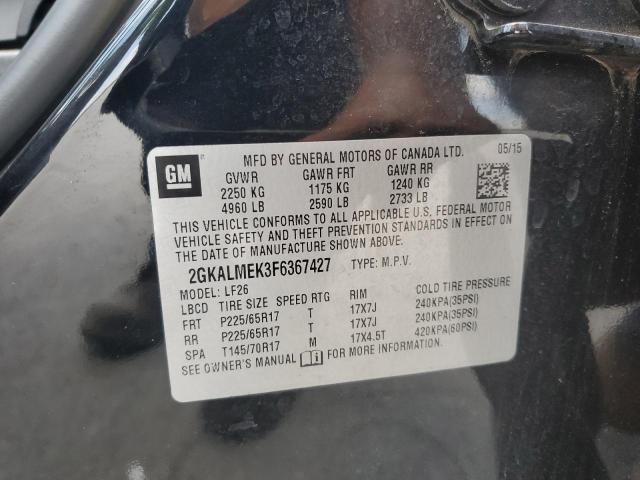 GM
MFD BY GENERAL MOTORS OF CANADA LTD. 05/15
GVWR GAWR FRT GAWR RR
2250 KG 1175 KG 1240 KG
4960 LB 2590 LB 2733 LB
THIS VEHICLE CONFORMS TO ALL APPLICABLE U.S. FEDERAL MOTOR
VEHICLE SAFETY AND THEFT PREVENTION STANDARDS IN EFFECT ON
THE DATE OF MANUFACTURE SHOWN ABOVE.
2GKALMEK3F6367427 TYPE: M.P.V.
MODEL: LF26
LBCD TIRE SIZE SPEED RTG RIM COLD TIRE PRESSURE
FRT P225/65R17 T 17X7J 240KPA(35PSI)
RR P225/65R17 T 17X7J 240KPA(35PSI)
SPA T145/70R17 M 17X4.5T 420KPA(60PSI)
SEE OWNER'S MANUAL FOR MORE INFORMATION.